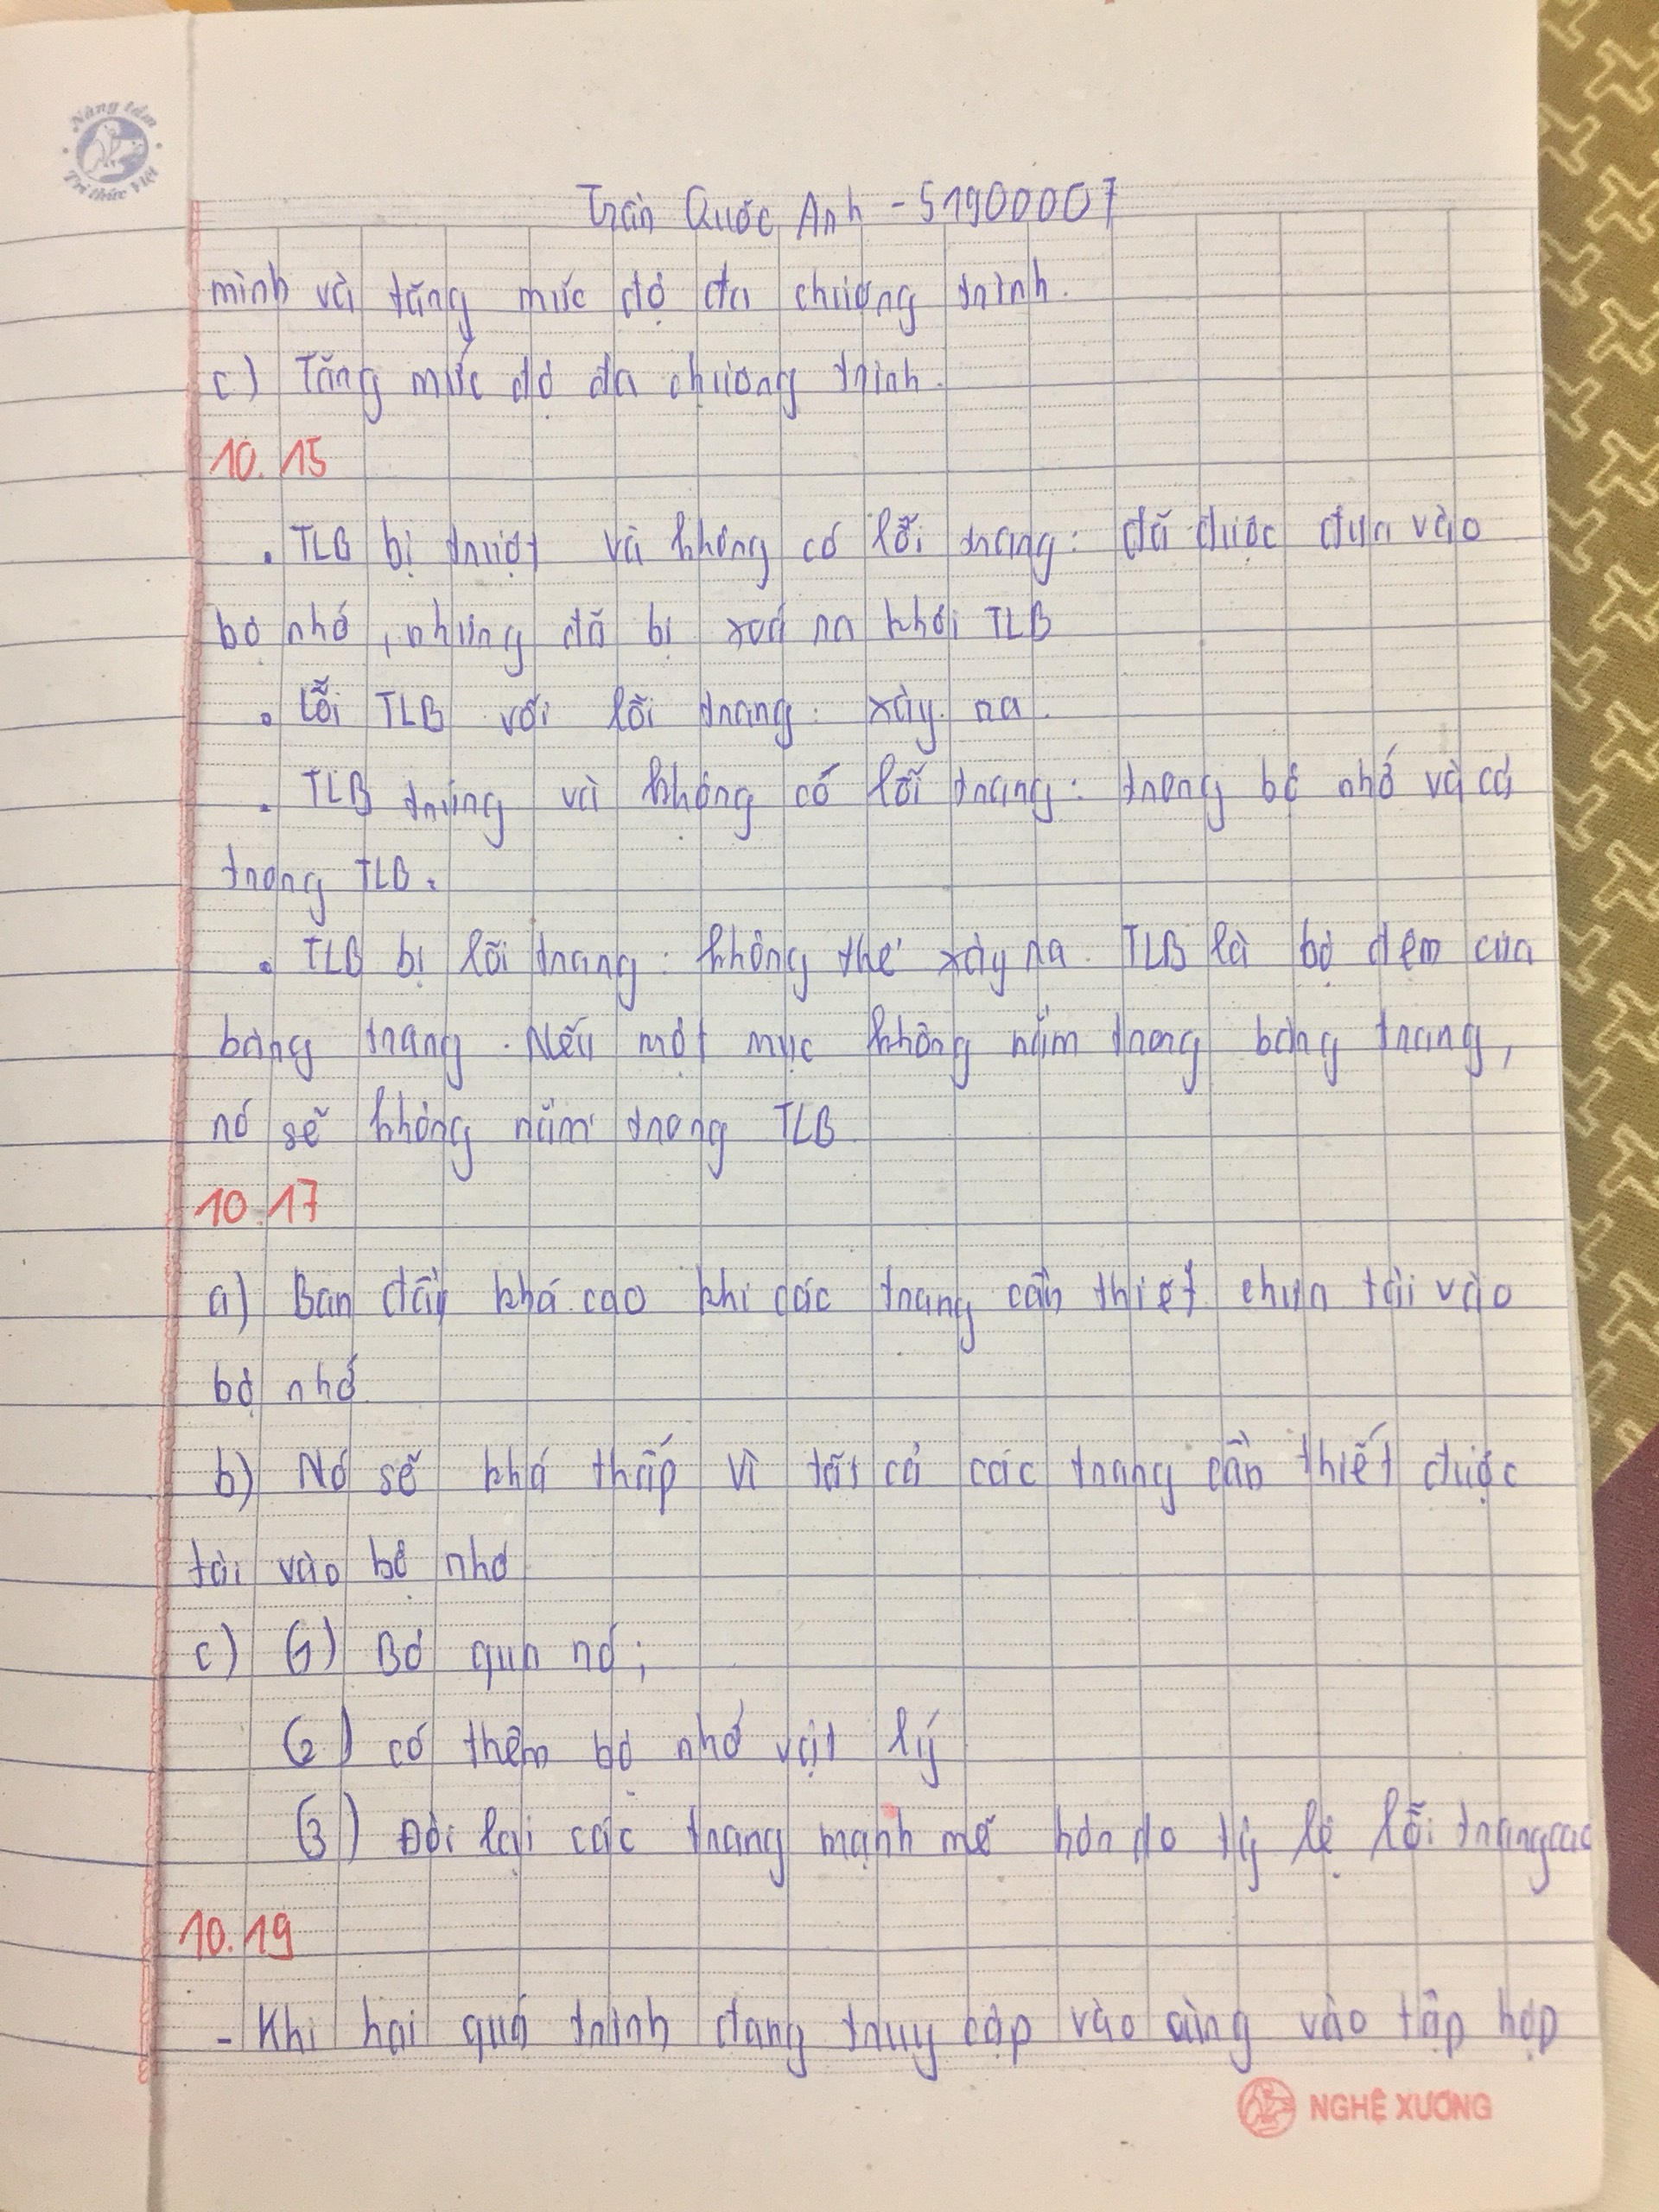 Nâng tầm
Tri thức Việt
Trần Quốc Anh - 51900007
mình và tăng mức độ đa chương trình.
c) Tăng mức độ đa chương trình.
10.15
. TLB bị trượt và không có lỗi trang: đã được đưa vào
bộ nhớ, nhưng đã bị xoá ra khỏi TLB
. Lỗi TLB với lỗi trang: xảy ra.
. TLB trúng và không có lỗi trang: trong bộ nhớ và cả
trong TLB.
. TLB bị lỗi trang: không thể xảy ra. TLB là bộ đệm của
bảng trang. Nếu một mục không nằm trong bảng trang,
nó sẽ không nằm trong TLB
10.17
a) Ban đầu khá cao khi các trang cần thiết chưa tải vào
bộ nhớ
b) Nó sẽ khá thấp vì tất cả các trang cần thiết được
tải vào bộ nhớ
c) (1) Bỏ qua nó;
(2) có thêm bộ nhớ vật lý
(3) Đòi lại các trang mạnh mẽ hơn do tỷ lệ lỗi trang cao
10.19
- Khi hai quá trình đang truy cập vào cùng vào tập hợp
NGHỆ XƯƠNG